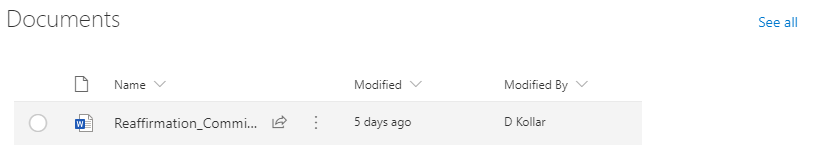 Documents
See all
Name Modified Modified By
Reaffirmation_Commi... 5 days ago D Kollar